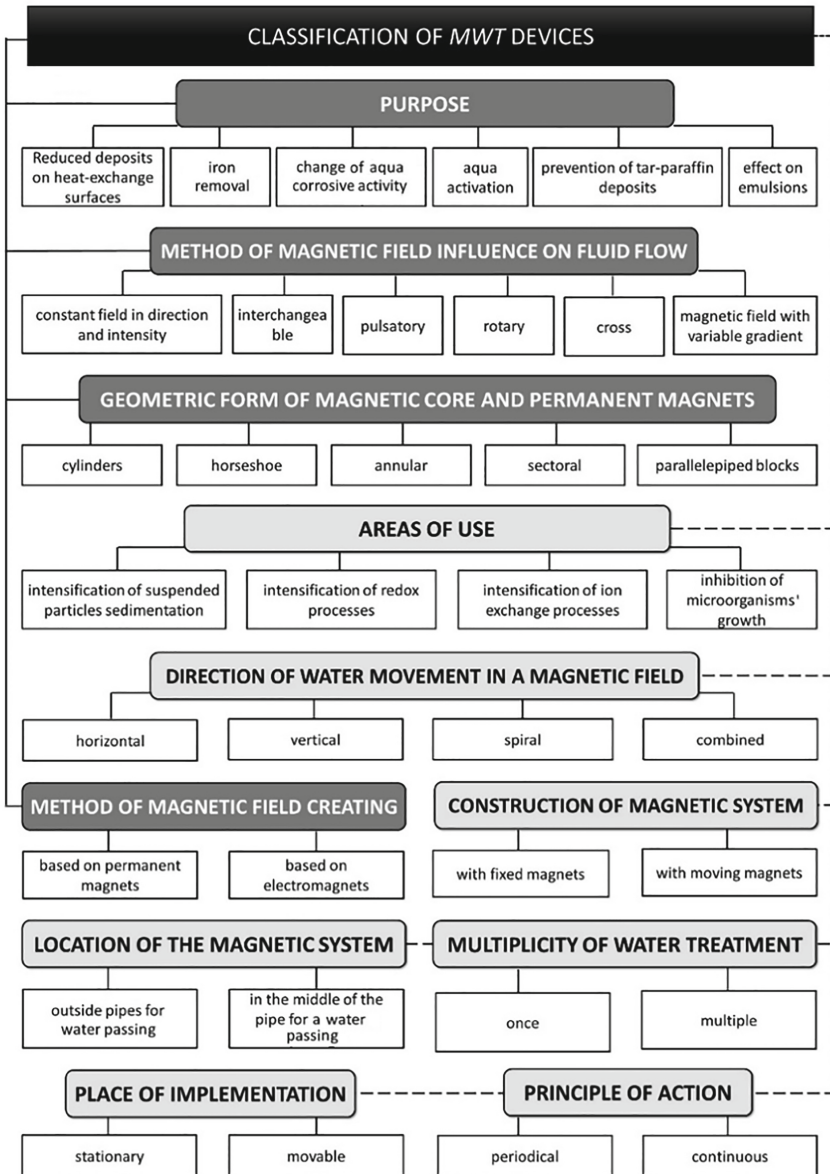 CLASSIFICATION OF MWT DEVICES
PURPOSE
Reduced deposits
on heat-exchange
surfaces
iron
removal
change of aqua
corrosive activity
aqua
activation
prevention of tar-paraffin
deposits
effect on
emulsions
METHOD OF MAGNETIC FIELD INFLUENCE ON FLUID FLOW
constant field in direction
and intensity
interchangea
ble
pulsatory
rotary
cross
magnetic field with
variable gradient
GEOMETRIC FORM OF MAGNETIC CORE AND PERMANENT MAGNETS
cylinders
horseshoe
annular
sectoral
parallelepiped blocks
AREAS OF USE
intensification of suspended
particles sedimentation
intensification of redox
processes
intensification of ion
exchange processes
inhibition of
microorganisms'
growth
DIRECTION OF WATER MOVEMENT IN A MAGNETIC FIELD
horizontal
vertical
spiral
combined
METHOD OF MAGNETIC FIELD CREATING
based on permanent
magnets
based on
electromagnets
CONSTRUCTION OF MAGNETIC SYSTEM
with fixed magnets
with moving magnets
LOCATION OF THE MAGNETIC SYSTEM
outside pipes for
water passing
in the middle of the
pipe for a water
passing
MULTIPLICITY OF WATER TREATMENT
once
multiple
PLACE OF IMPLEMENTATION
stationary
movable
PRINCIPLE OF ACTION
periodical
continuous